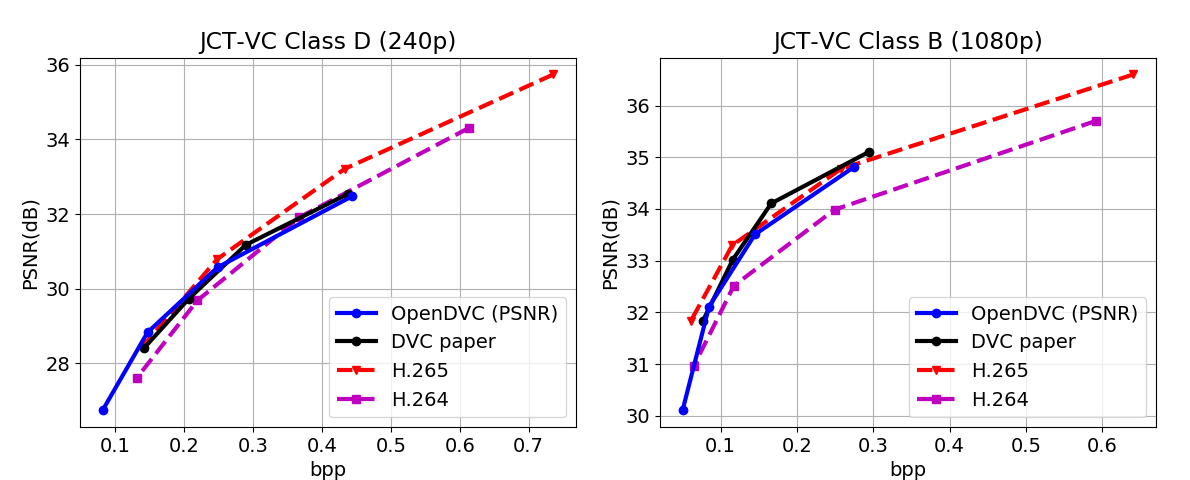 JCT-VC Class D (240p)
36
34
32
30
28
PSNR(dB)
0.1 0.2 0.3 0.4 0.5 0.6 0.7
bpp
OpenDVC (PSNR)
DVC paper
H.265
H.264
JCT-VC Class B (1080p)
36
35
34
33
32
31
30
PSNR(dB)
0.1 0.2 0.3 0.4 0.5 0.6
bpp
OpenDVC (PSNR)
DVC paper
H.265
H.264